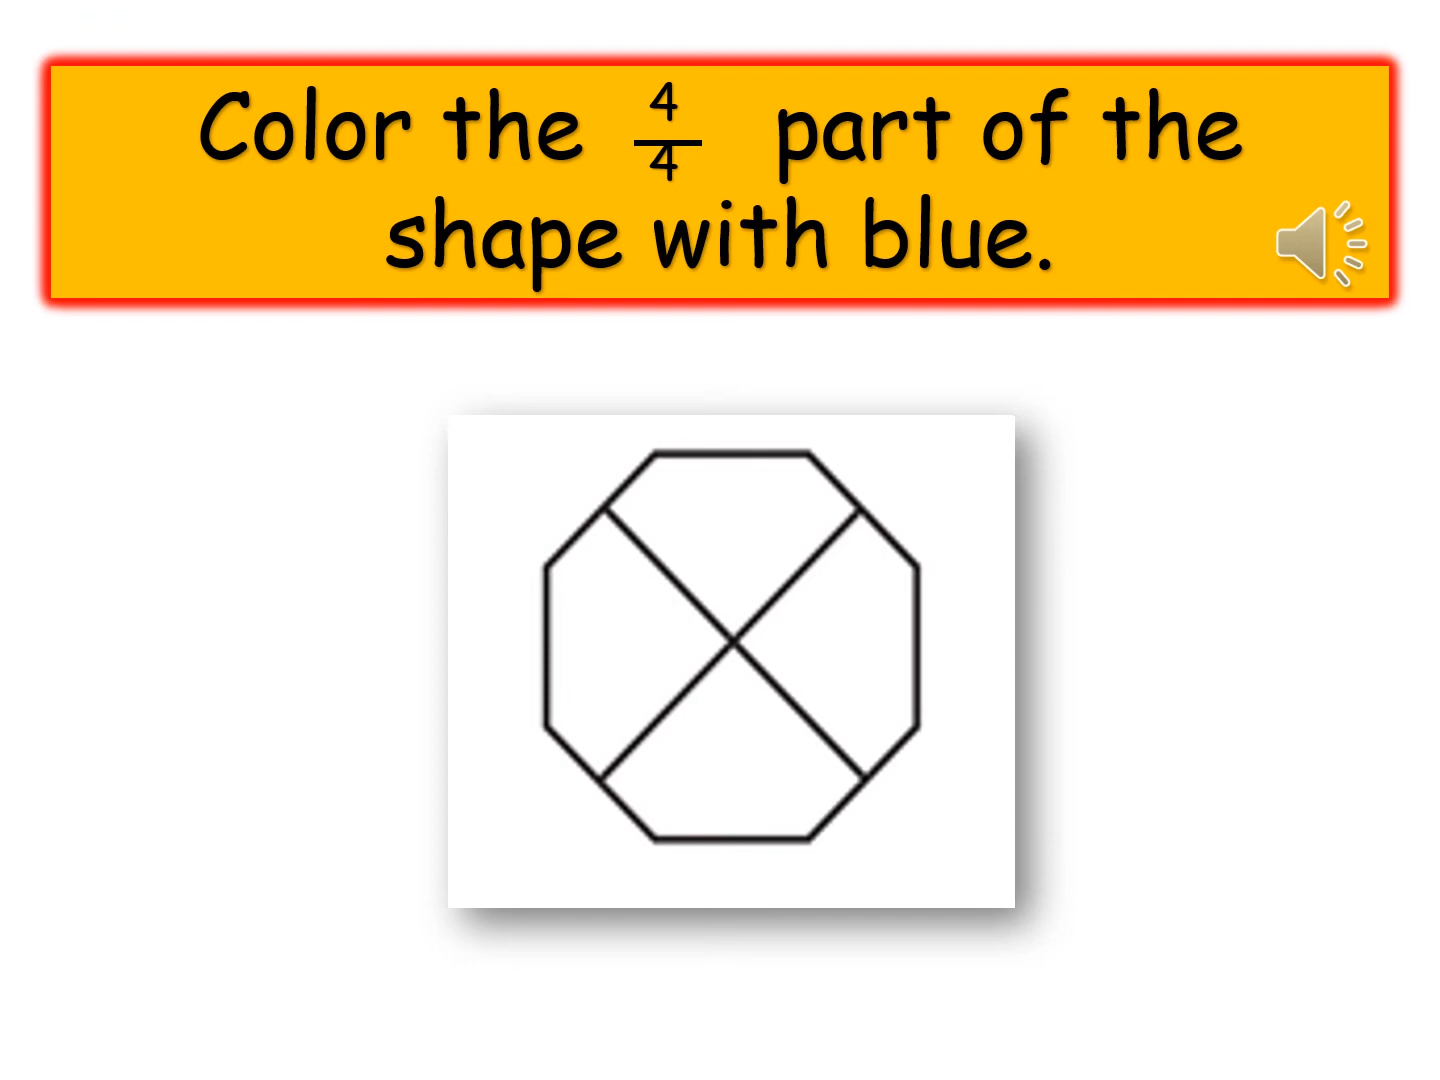 Color the 4/4 part of the
shape with blue.